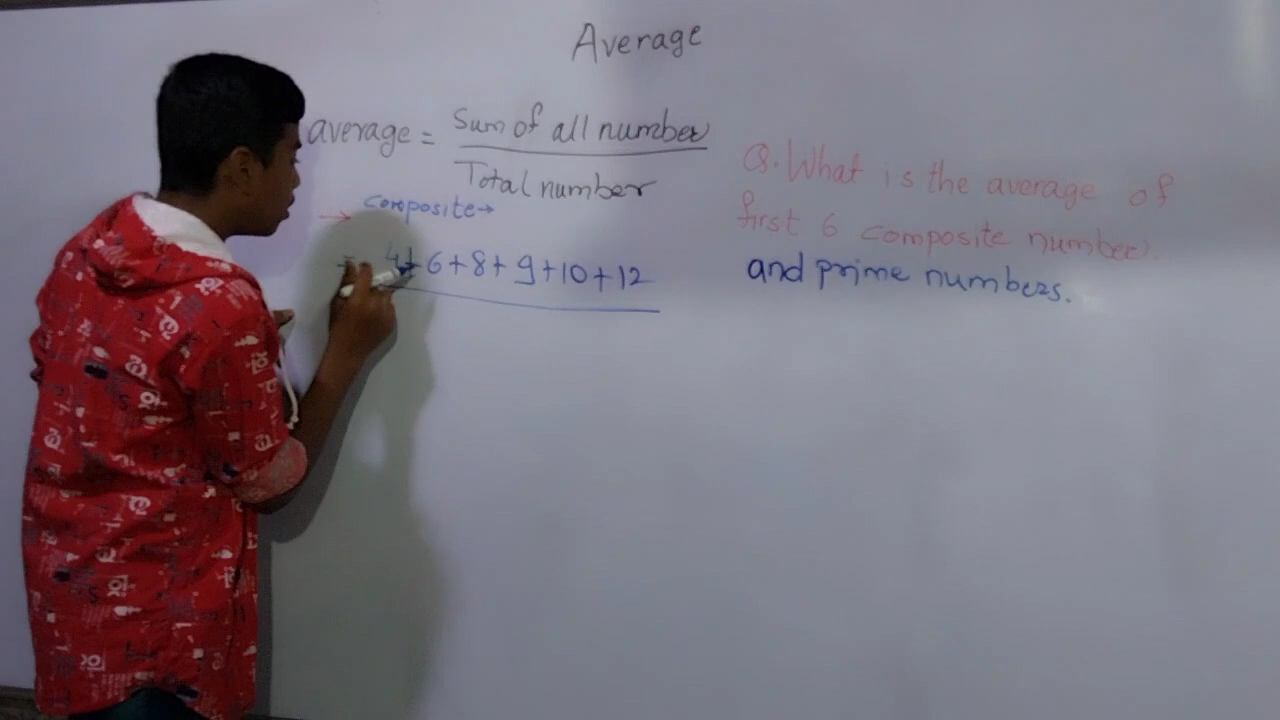 Average
average = Sum of all number
Total number
→ Composite→
= 4+6+8+9+10+12
Q. What is the average of
first 6 composite numbers
and prime numbers.